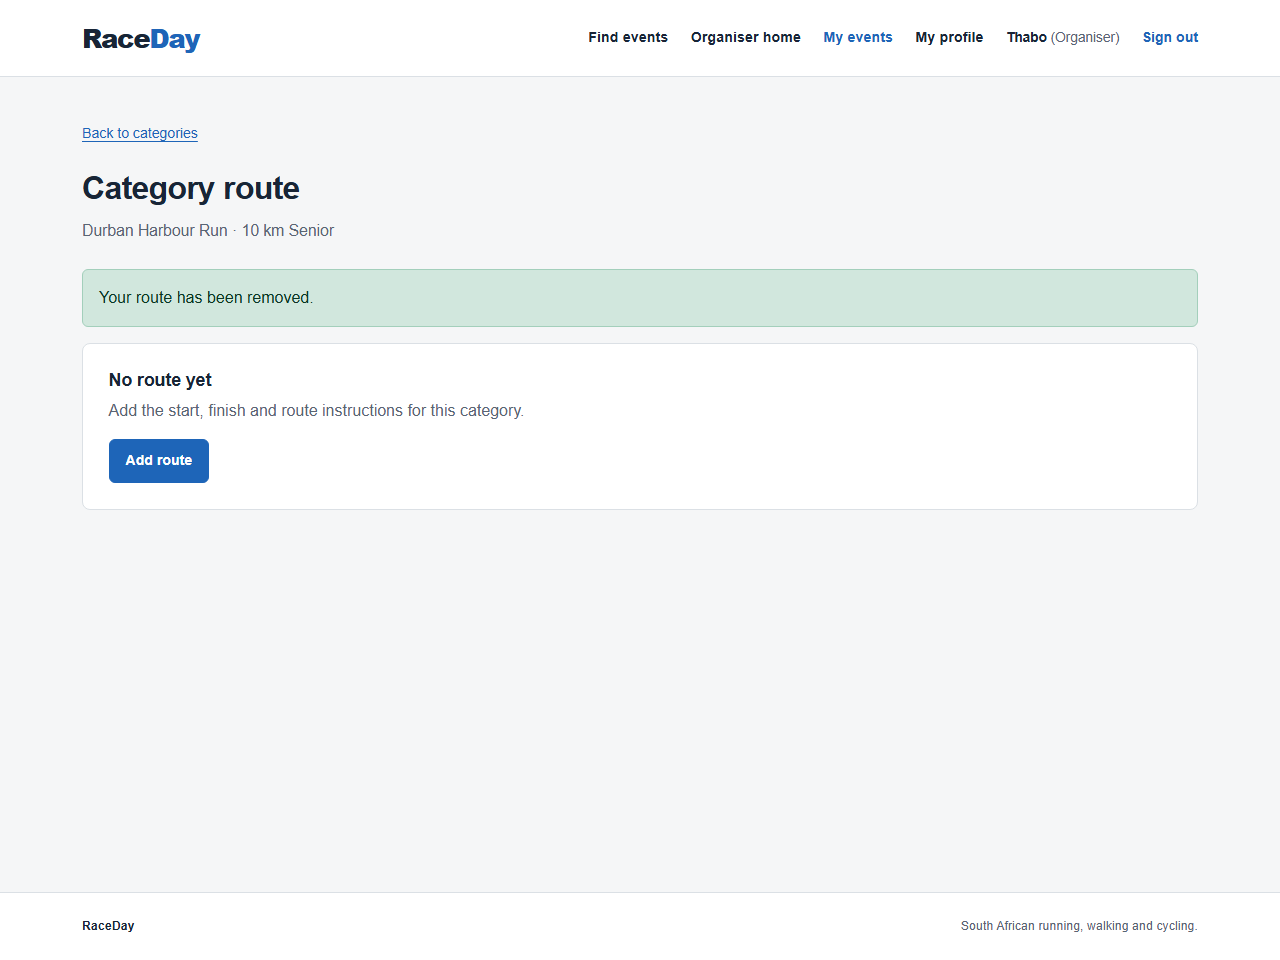 RaceDay
Find events
Organiser home
My events
My profile
Thabo (Organiser)
Sign out
Back to categories
Category route
Durban Harbour Run · 10 km Senior
Your route has been removed.
No route yet
Add the start, finish and route instructions for this category.
Add route
RaceDay
South African running, walking and cycling.